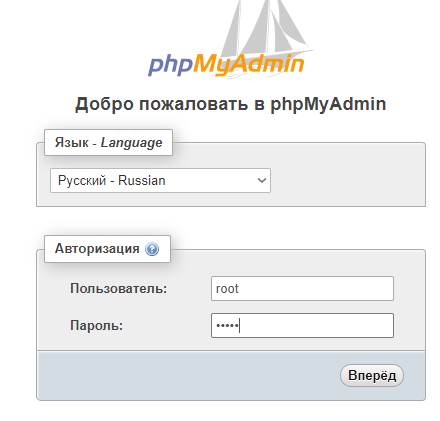 phpMyAdmin
Добро пожаловать в phpMyAdmin
Язык - Language
Русский - Russian
Авторизация
Пользователь: root
Пароль: •••••
Вперёд